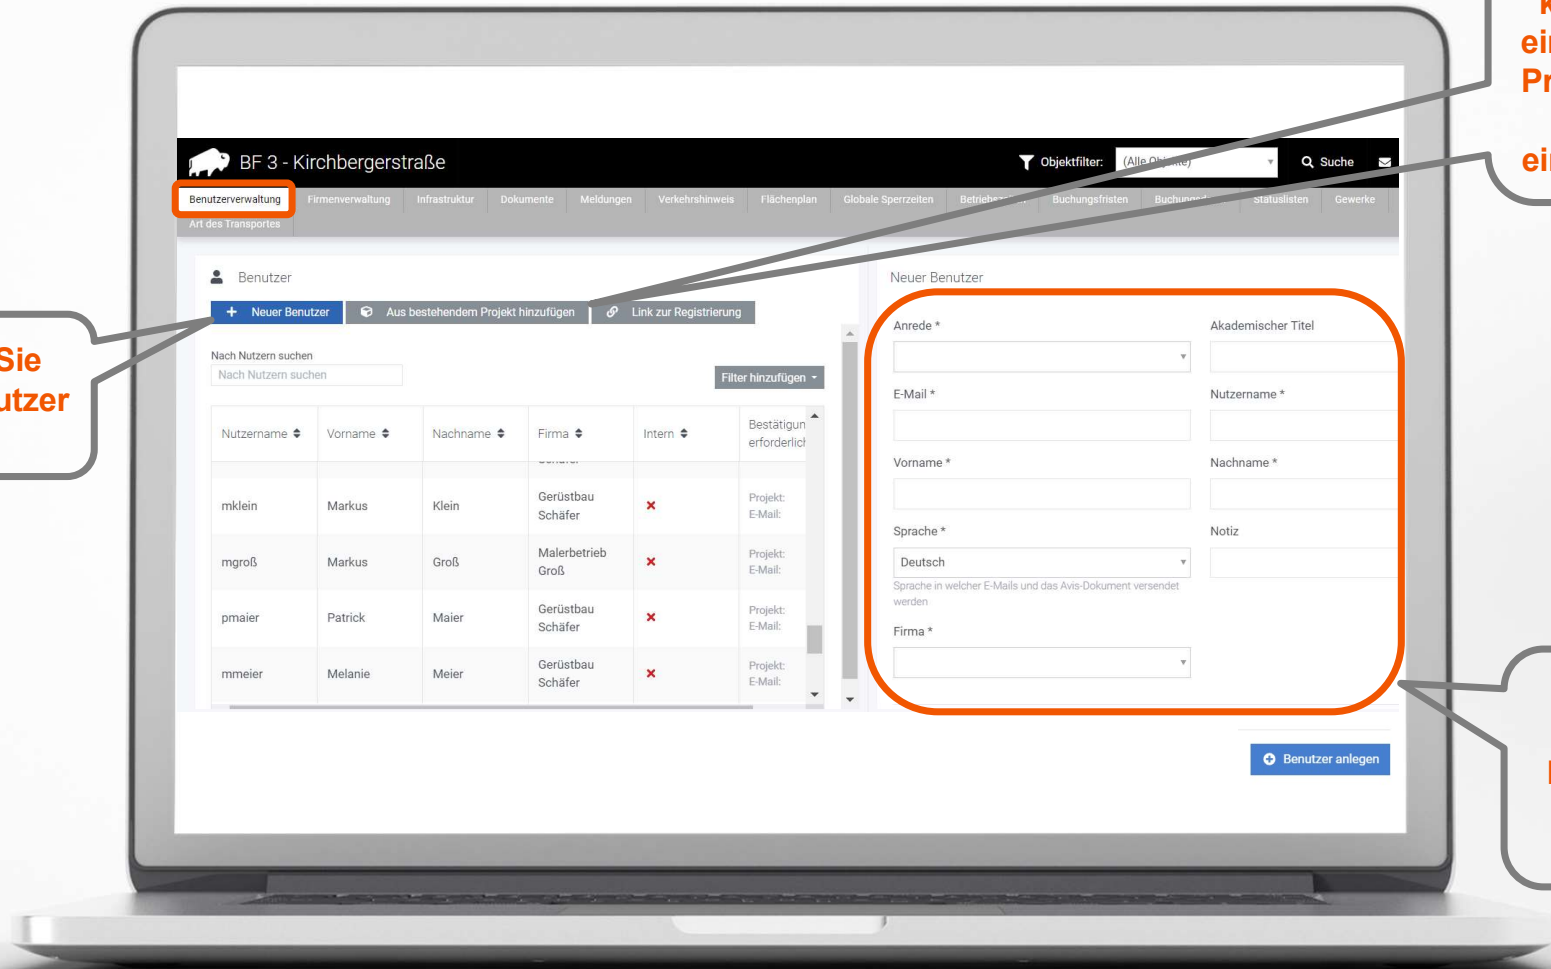 BF 3 - Kirchbergerstraße
Objektfilter:
(Alle Objekte)
Suche
Benutzerverwaltung
Firmenverwaltung
Infrastruktur
Dokumente
Meldungen
Verkehrshinweis
Flächenplan
Globale Sperrzeiten
Buchungsfristen
Statuslisten
Gewerke
Art des Transportes
Benutzer
Neuer Benutzer
Aus bestehendem Projekt hinzufügen
Link zur Registrierung
Nach Nutzern suchen
Nach Nutzern suchen
Filter hinzufügen
Nutzername Vorname Nachname Firma Intern Bestätigun
erforderlich
mklein Markus Klein Gerüstbau Schäfer Projekt:
E-Mail:
mgroß Markus Groß Malerbetrieb Groß Projekt:
E-Mail:
pmaier Patrick Maier Gerüstbau Schäfer Projekt:
E-Mail:
mmeier Melanie Meier Gerüstbau Schäfer Projekt:
E-Mail:
Neuer Benutzer
Anrede *
Akademischer Titel
E-Mail *
Nutzername *
Vorname *
Nachname *
Sprache *
Notiz
Deutsch
Sprache in welcher E-Mails und das Avis-Dokument versendet
werden
Firma *
Benutzer anlegen
Sie
utzer
ei
Pr
ei